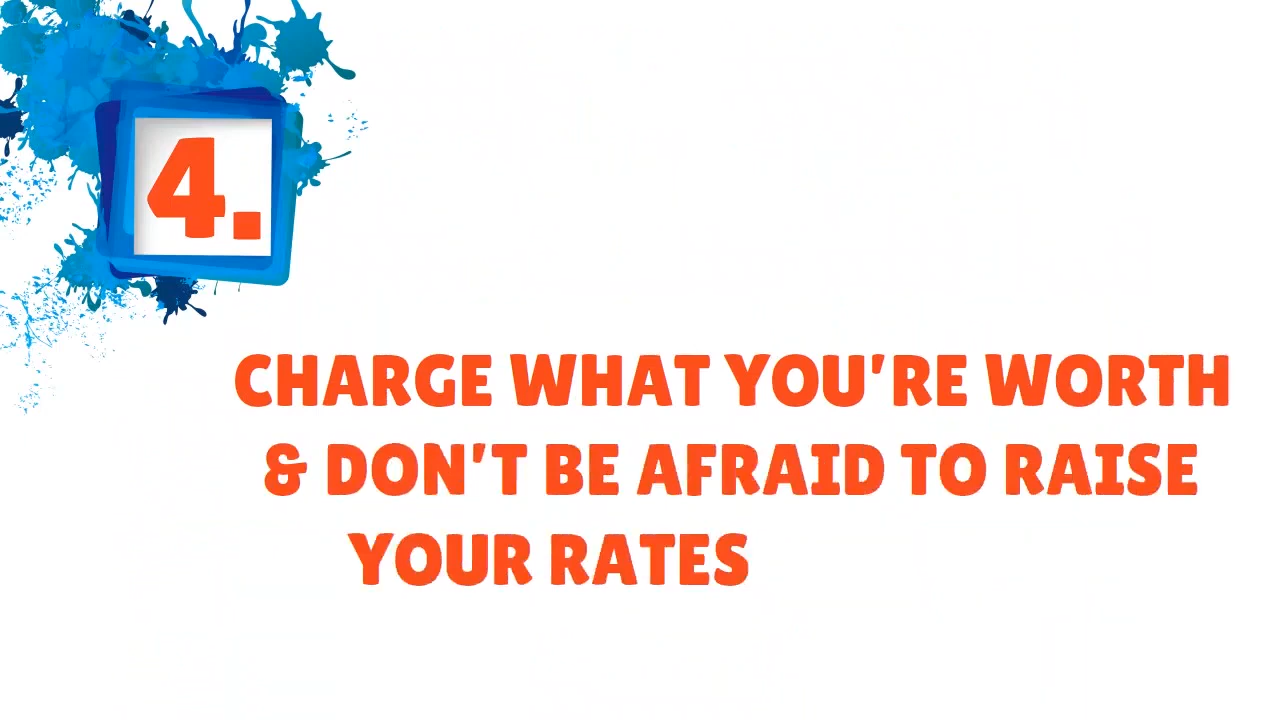 4.
CHARGE WHAT YOU'RE WORTH
& DON'T BE AFRAID TO RAISE
YOUR RATES